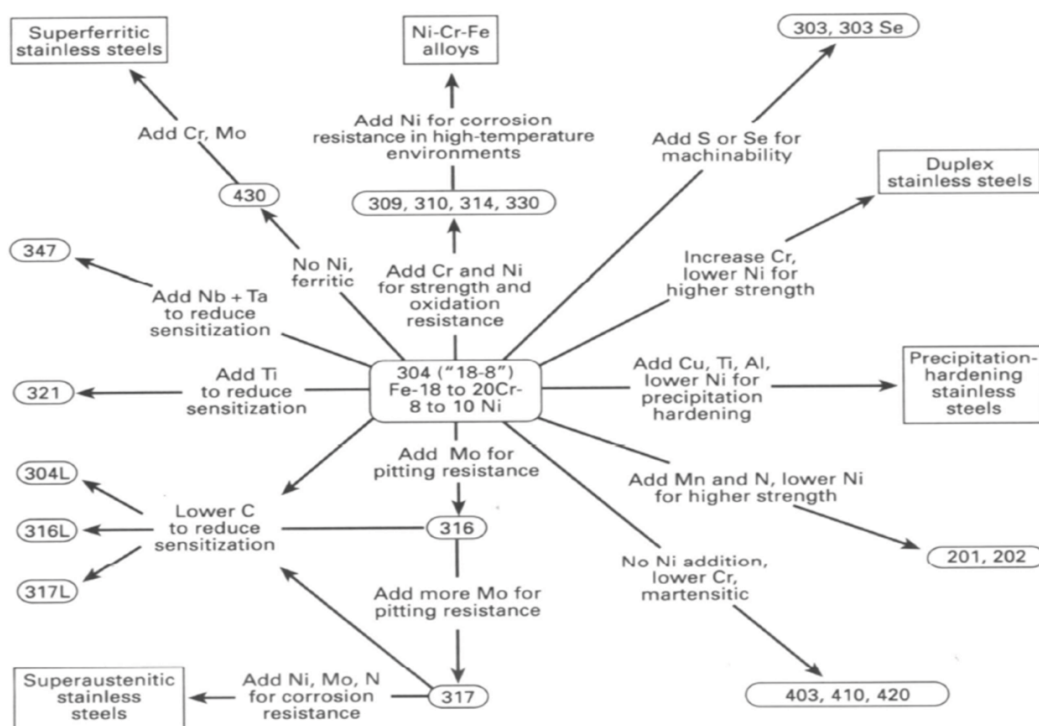 Superferritic
stainless steels
Ni-Cr-Fe
alloys
303, 303 Se
Add Cr, Mo
Add Ni for corrosion
resistance in high-temperature
environments
Add S or Se for
machinability
Duplex
stainless steels
430
309, 310, 314, 330
347
No Ni,
ferritic
Add Cr and Ni
for strength and
oxidation
resistance
Increase Cr,
lower Ni for
higher strength
Add Nb + Ta
to reduce
sensitization
321
Add Ti
to reduce
sensitization
304 ("18-8")
Fe-18 to 20Cr-
8 to 10 Ni
Add Cu, Ti, Al,
lower Ni for
precipitation
hardening
Precipitation-
hardening
stainless
steels
Add Mo for
pitting resistance
Add Mn and N, lower Ni
for higher strength
304L
316L
317L
Lower C
to reduce
sensitization
316
No Ni addition,
lower Cr,
martensitic
201, 202
Add more Mo for
pitting resistance
Superaustenitic
stainless
steels
Add Ni, Mo, N
for corrosion
resistance
317
403, 410, 420